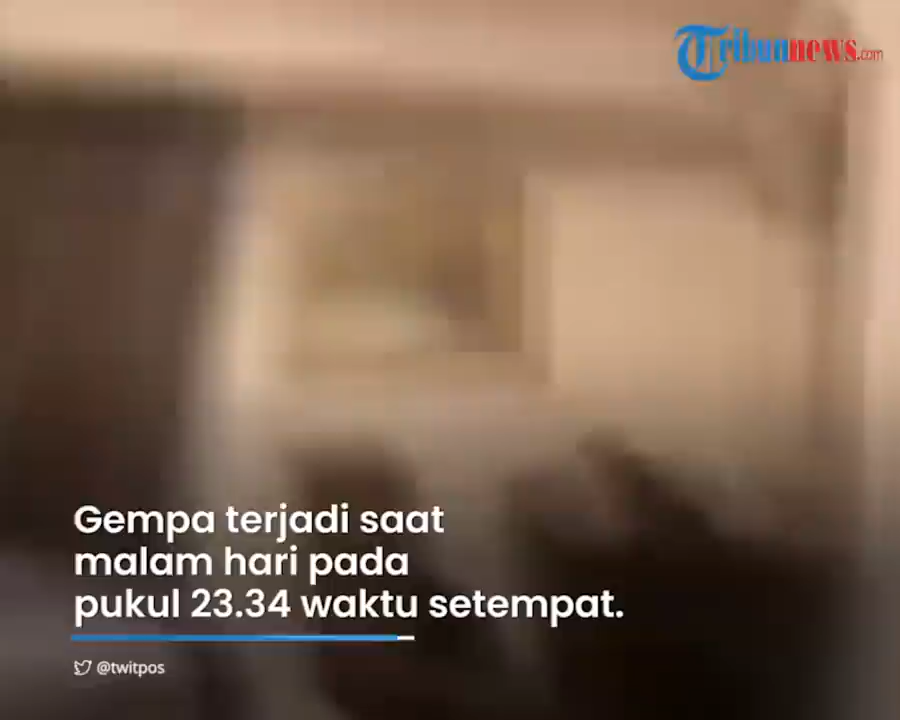 Tribunnews.com
Gempa terjadi saat
malam hari pada
pukul 23.34 waktu setempat.
@twitpos